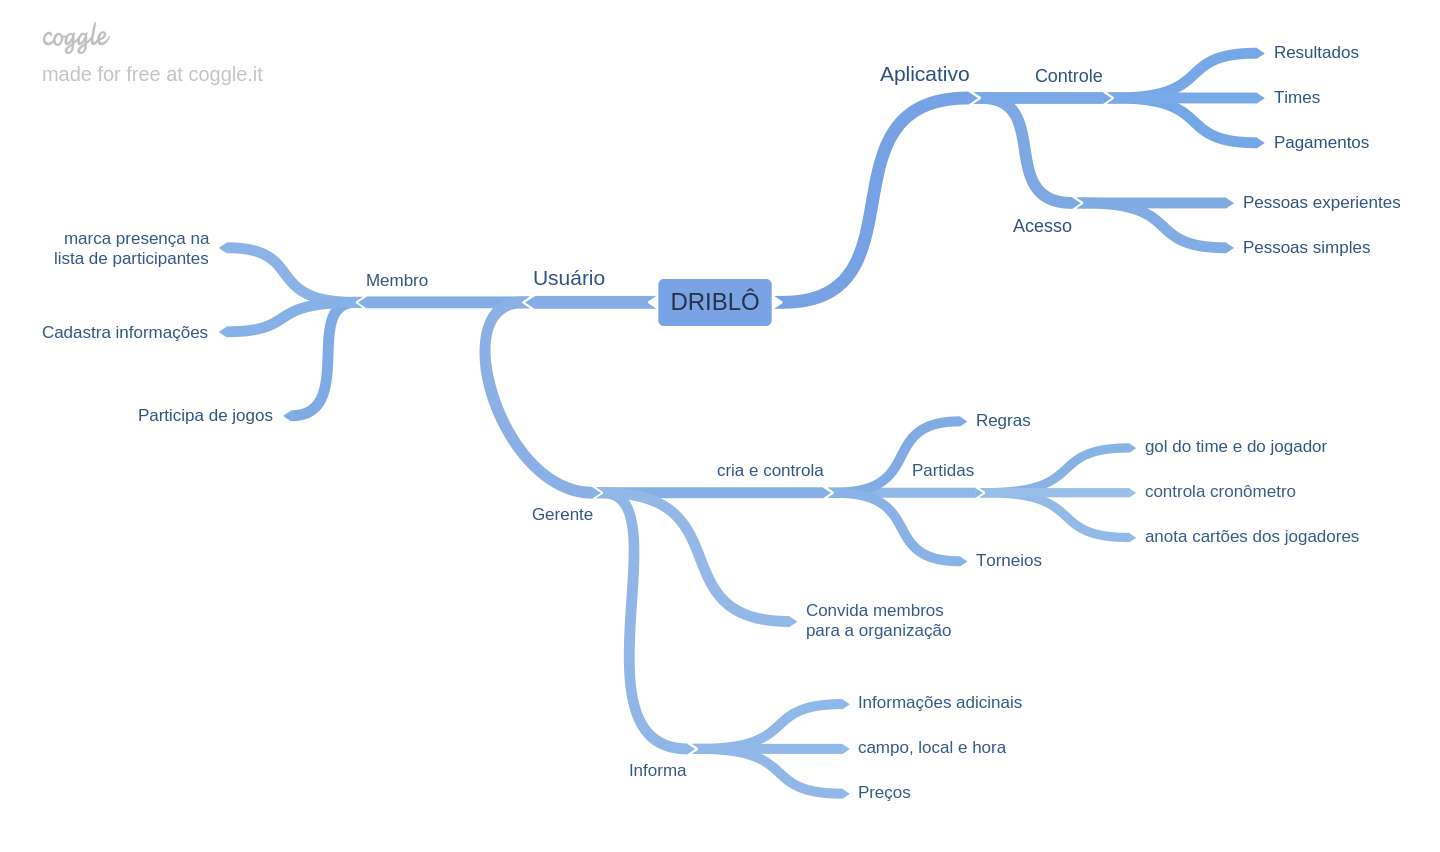 coggle
made for free at coggle.it
DRIBLÔ
Aplicativo
Controle
Resultados
Times
Pagamentos
Acesso
Pessoas experientes
Pessoas simples
Usuário
Membro
marca presença na
lista de participantes
Cadastra informações
Participa de jogos
Gerente
cria e controla
Regras
Partidas
gol do time e do jogador
controla cronômetro
anota cartões dos jogadores
Torneios
Convida membros
para a organização
Informa
Informações adicinais
campo, local e hora
Preços